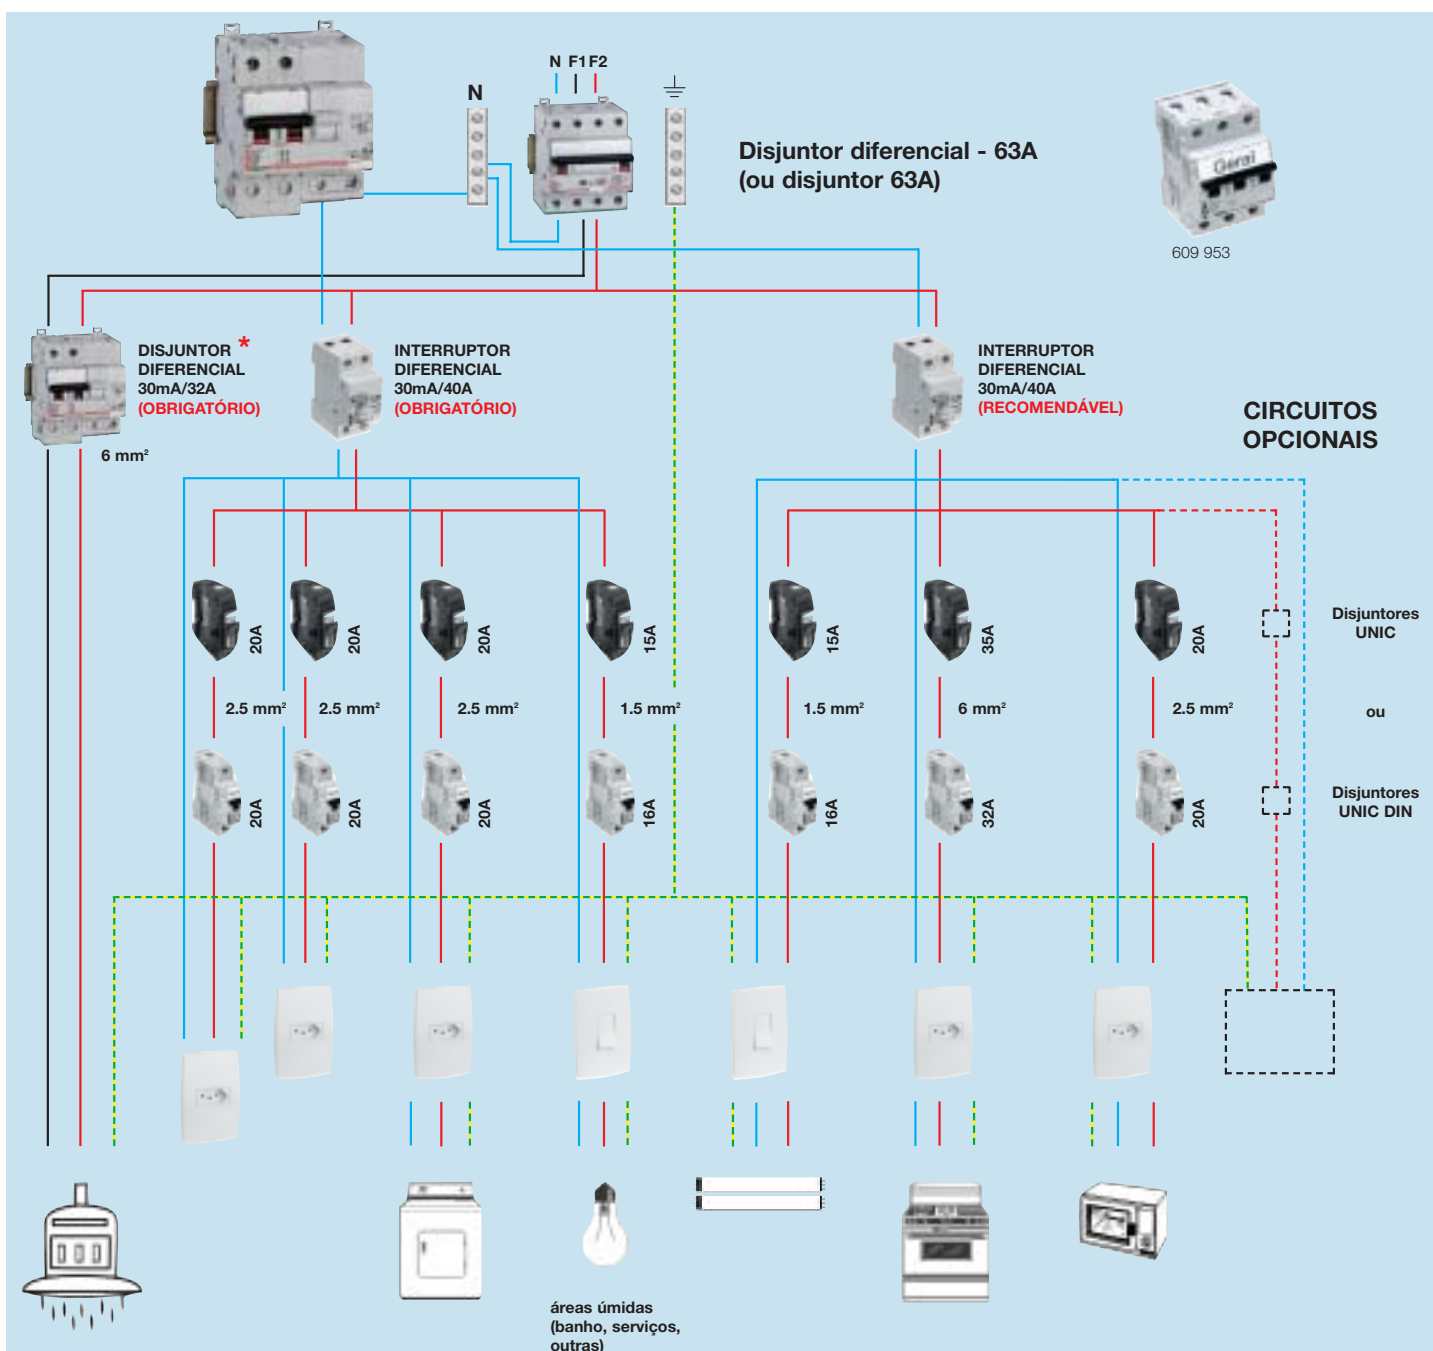 N F1 F2
N
Disjuntor diferencial - 63A
(ou disjuntor 63A)
Geral
609 953
DISJUNTOR *
DIFERENCIAL
30mA/32A
(OBRIGATÓRIO)
6 mm²
INTERRUPTOR
DIFERENCIAL
30mA/40A
(OBRIGATÓRIO)
INTERRUPTOR
DIFERENCIAL
30mA/40A
(RECOMENDÁVEL)
CIRCUITOS
OPCIONAIS
20A
20A
20A
15A
15A
35A
20A
Disjuntores
UNIC
2.5 mm²
2.5 mm²
2.5 mm²
1.5 mm²
1.5 mm²
6 mm²
2.5 mm²
ou
20A
20A
20A
16A
16A
32A
20A
Disjuntores
UNIC DIN
áreas úmidas
(banho, serviços,
outras)